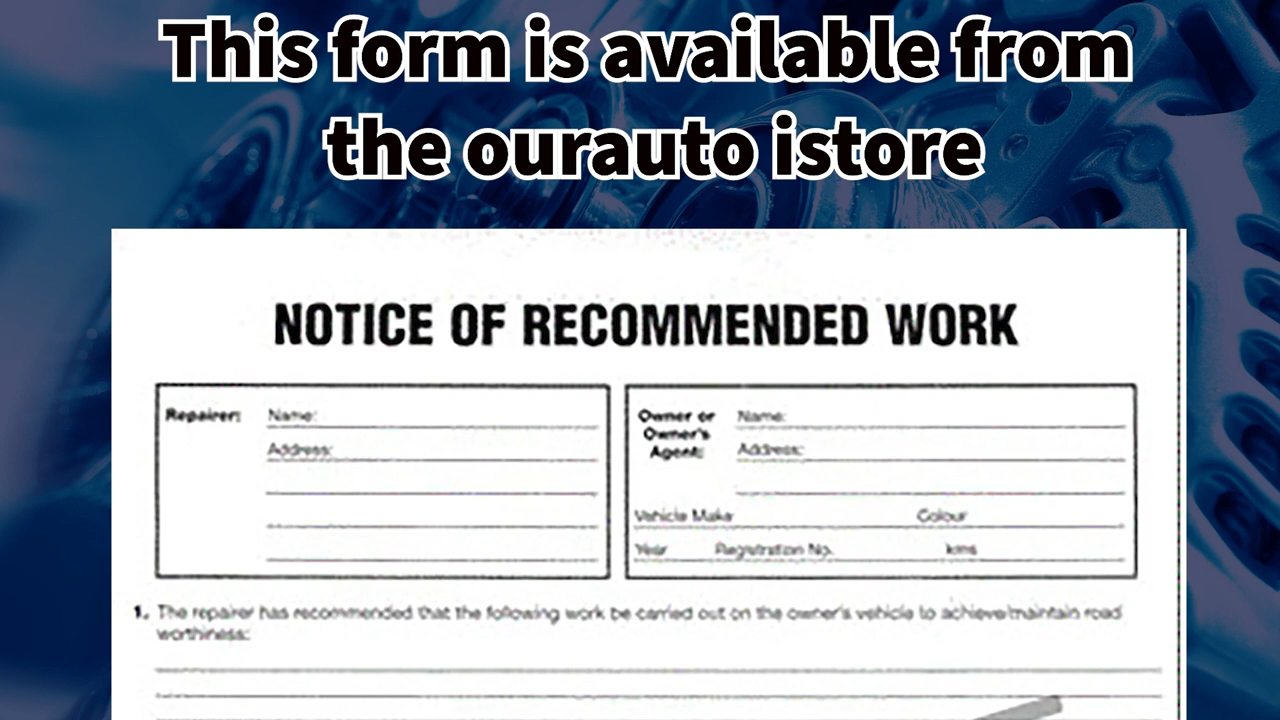 This form is available from
the ourauto istore
NOTICE OF RECOMMENDED WORK
Repairer: Name:
Address:
Owner or Owner's Agent: Name:
Address:
Vehicle Make Colour
Year Registration No. kms
1. The repairer has recommended that the following work be carried out on the owner's vehicle to achieve/maintain road
worthiness: